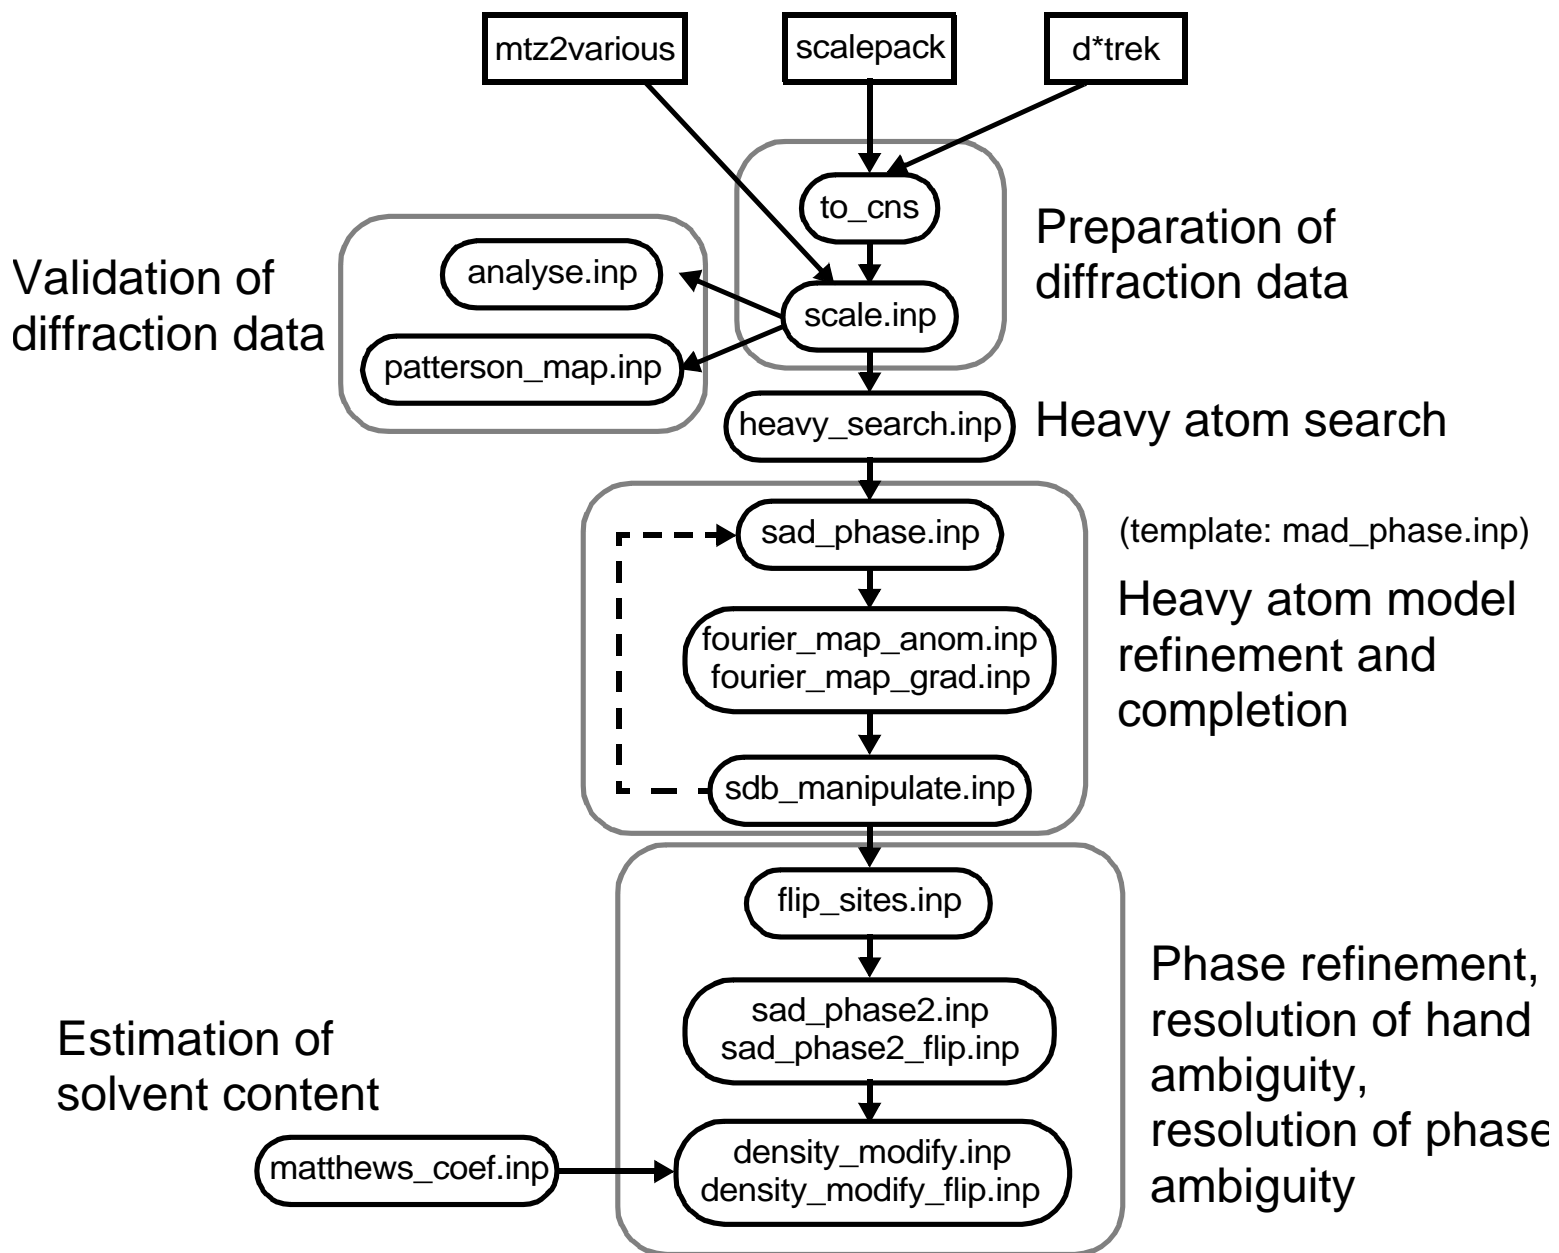 mtz2various
scalepack
d*trek
to_cns
Preparation of
diffraction data
Validation of
diffraction data
analyse.inp
scale.inp
patterson_map.inp
heavy_search.inp
Heavy atom search
sad_phase.inp
(template: mad_phase.inp)
Heavy atom model
refinement and
completion
fourier_map_anom.inp
fourier_map_grad.inp
sdb_manipulate.inp
flip_sites.inp
Phase refinement,
resolution of hand
ambiguity,
resolution of phase
ambiguity
sad_phase2.inp
sad_phase2_flip.inp
Estimation of
solvent content
matthews_coef.inp
density_modify.inp
density_modify_flip.inp